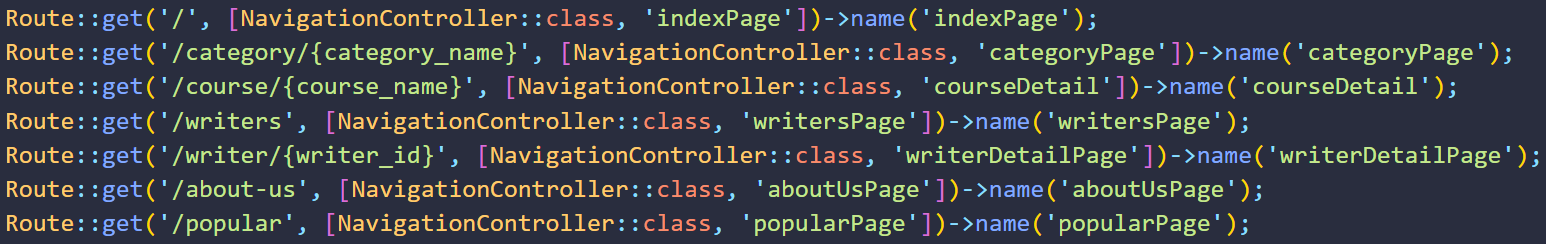 Route::get('/', [NavigationController::class, 'indexPage'])->name('indexPage');
Route::get('/category/{category_name}', [NavigationController::class, 'categoryPage'])->name('categoryPage');
Route::get('/course/{course_name}', [NavigationController::class, 'courseDetail'])->name('courseDetail');
Route::get('/writers', [NavigationController::class, 'writersPage'])->name('writersPage');
Route::get('/writer/{writer_id}', [NavigationController::class, 'writerDetailPage'])->name('writerDetailPage');
Route::get('/about-us', [NavigationController::class, 'aboutUsPage'])->name('aboutUsPage');
Route::get('/popular', [NavigationController::class, 'popularPage'])->name('popularPage');